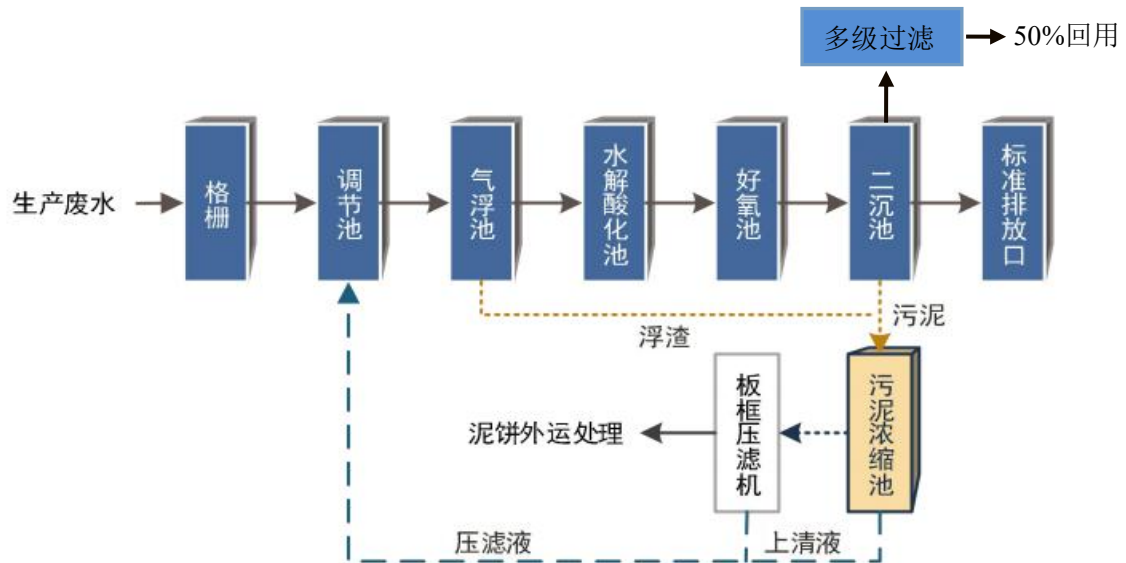 多级过滤
50%回用
生产废水
格栅
调节池
气浮池
水解酸化池
好氧池
二沉池
标准排放口
浮渣
污泥
泥饼外运处理
板框压滤机
污泥浓缩池
压滤液
上清液